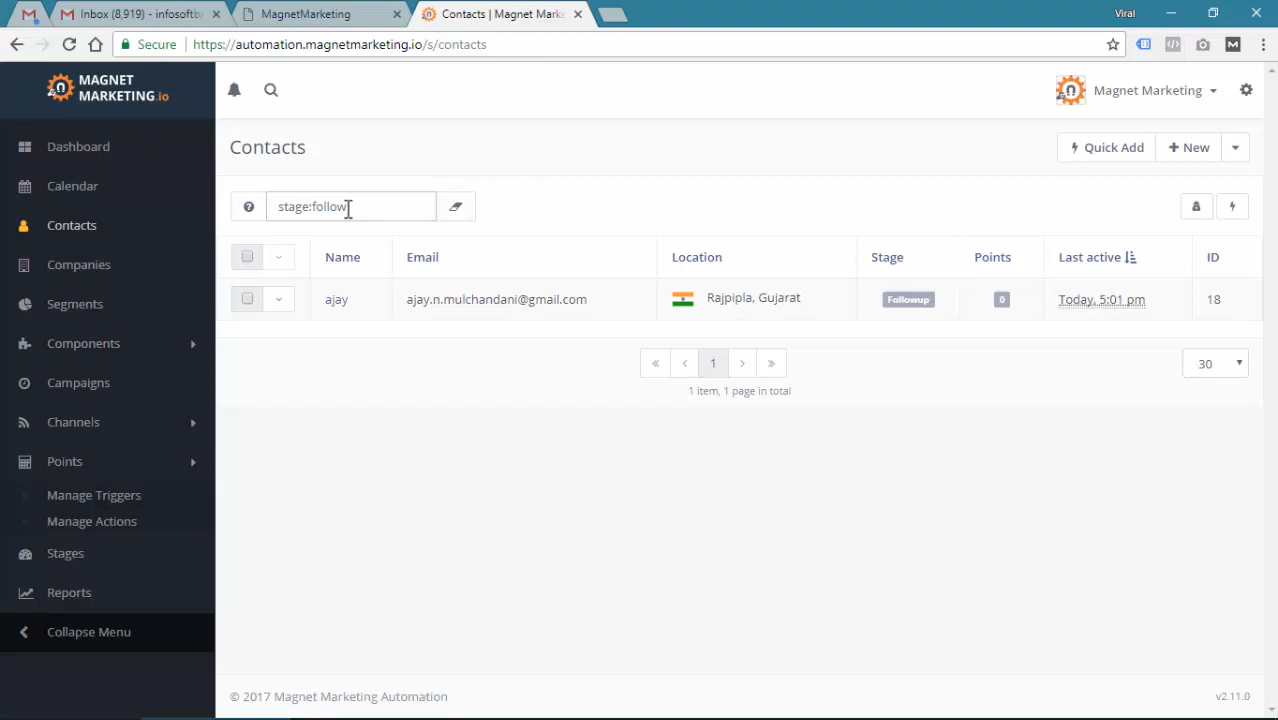 Inbox (8,919) - infosoftb
MagnetMarketing
Contacts | Magnet Mark
Viral
Secure
https://automation.magnetmarketing.io/s/contacts
MAGNET
MARKETING.io
Magnet Marketing
Dashboard
Calendar
Contacts
Companies
Segments
Components
Campaigns
Channels
Points
Manage Triggers
Manage Actions
Stages
Reports
Collapse Menu
Contacts
Quick Add
New
stage:follow
Name Email Location Stage Points Last active ID
ajay ajay.n.mulchandani@gmail.com Rajpipla, Gujarat Followup 0 Today, 5:01 pm 18
« ‹ 1 › »
30
1 item, 1 page in total
© 2017 Magnet Marketing Automation
v2.11.0